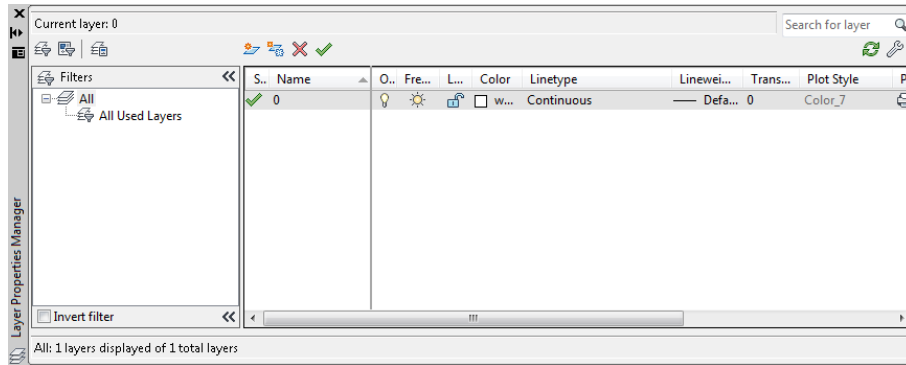 Current layer: 0
Search for layer
Filters
All
All Used Layers
Invert filter
S.. Name O.. Fre... L... Color Linetype Linewei... Trans... Plot Style P
0 w... Continuous Defa... 0 Color_7
All: 1 layers displayed of 1 total layers
Layer Properties Manager